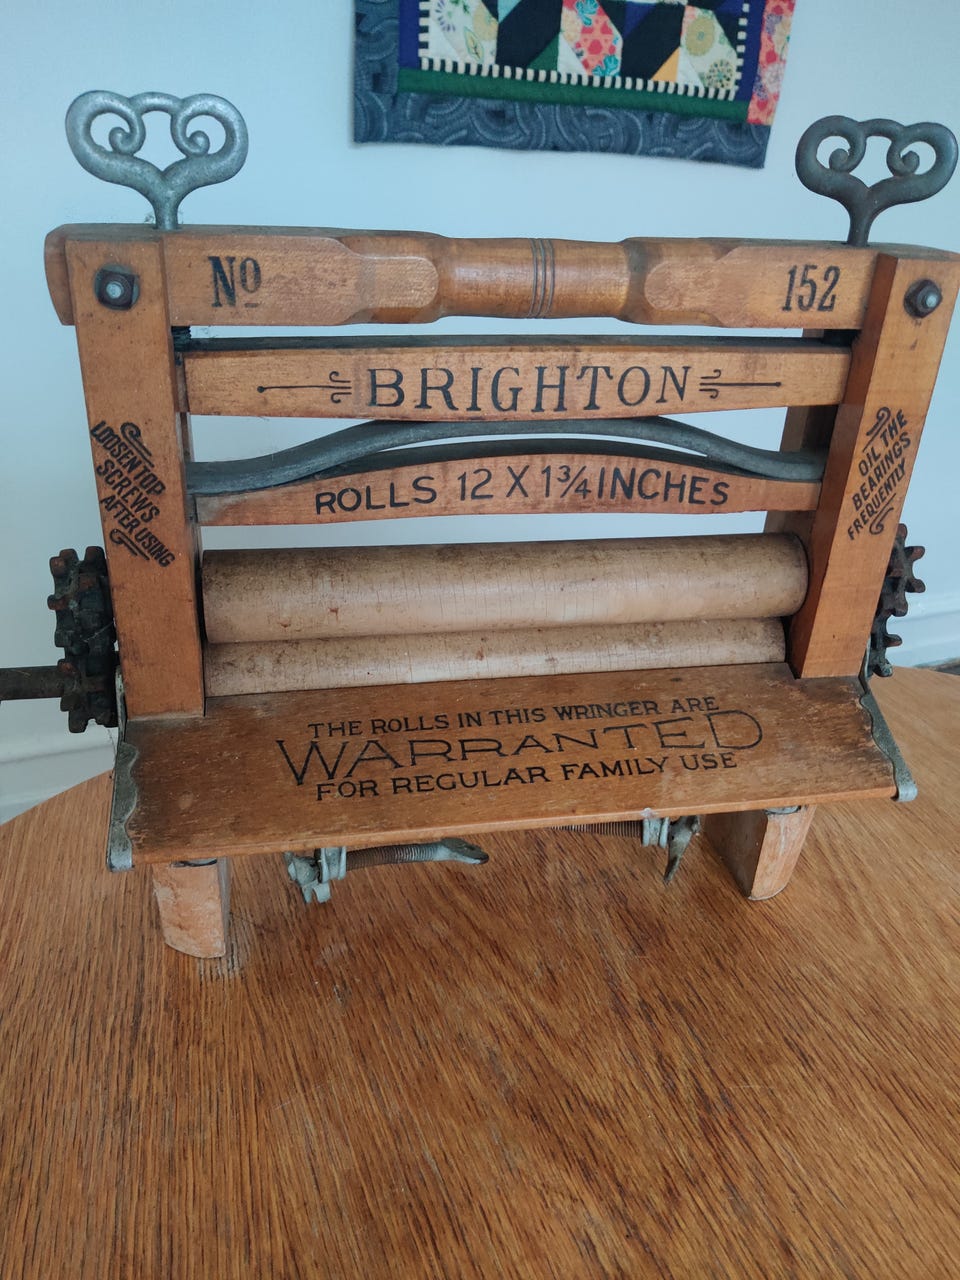 No 152
BRIGHTON
ROLLS 12 X 1¾ INCHES
LOOSEN TOP
SCREWS
AFTER USING
OIL THE
BEARINGS
FREQUENTLY
THE ROLLS IN THIS WRINGER ARE
WARRANTED
FOR REGULAR FAMILY USE